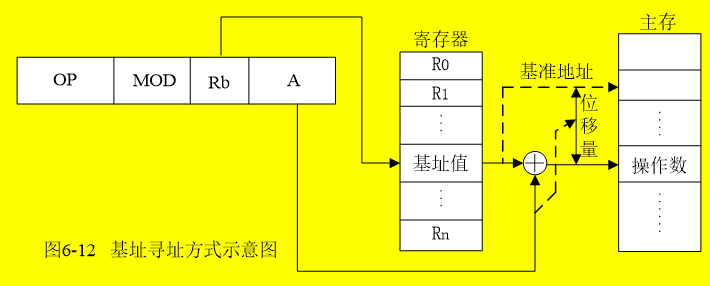 OP MOD Rb A
寄存器
R0
R1
基址值
Rn
基准地址
位移量
主存
操作数
图6-12 基址寻址方式示意图